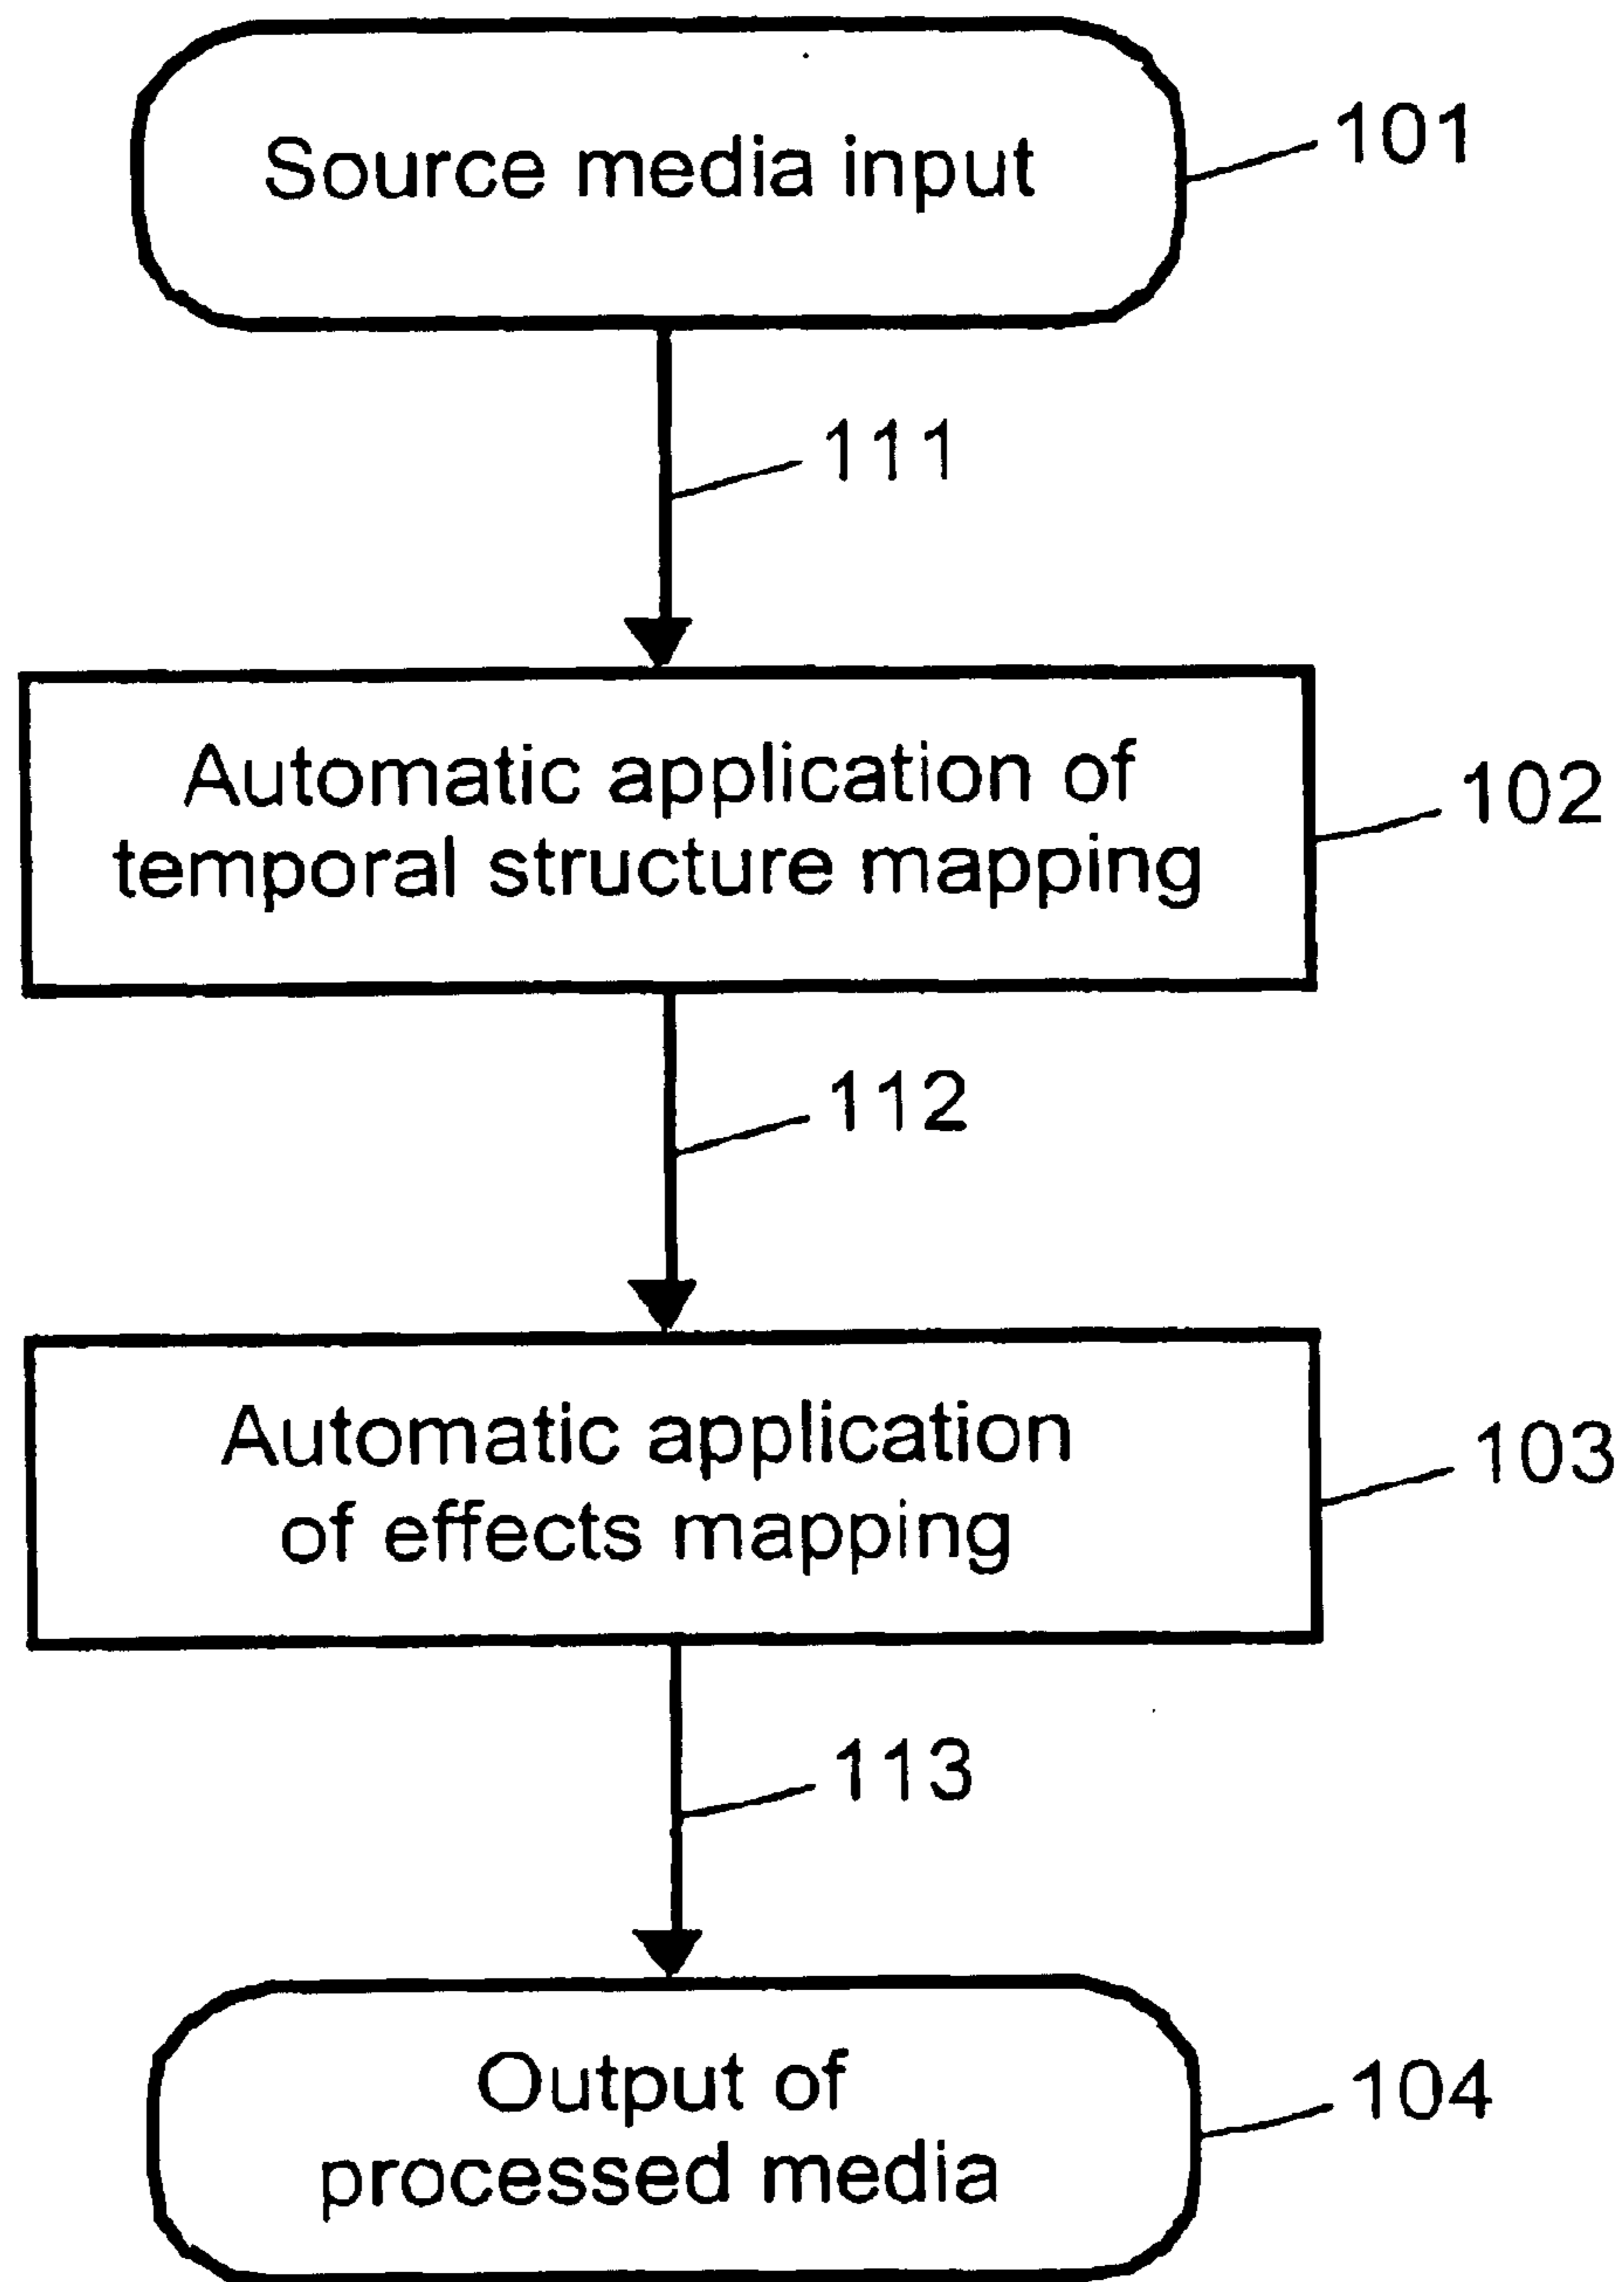 Source media input
101
111
Automatic application of
temporal structure mapping
102
112
Automatic application
of effects mapping
103
113
Output of
processed media
104